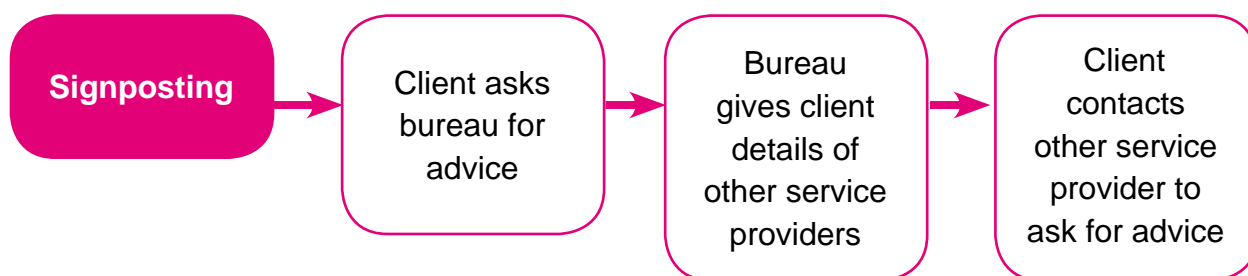 Signposting
Client asks
bureau for
advice
Bureau
gives client
details of
other service
providers
Client
contacts
other service
provider to
ask for advice